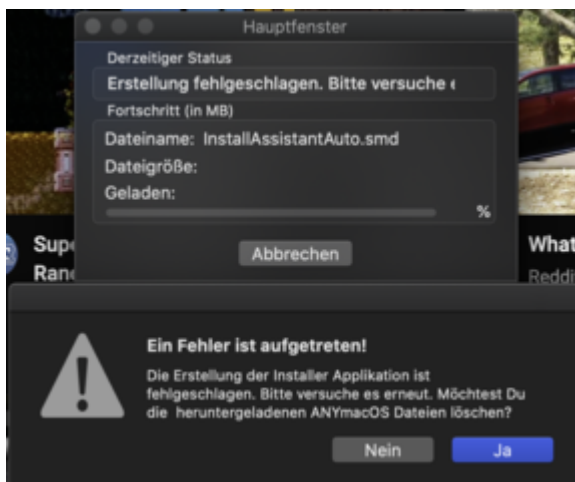 Hauptfenster
Derzeitiger Status
Erstellung fehlgeschlagen. Bitte versuche e
Fortschritt (in MB)
Dateiname: InstallAssistantAuto.smd
Dateigröße:
Geladen:
%
Abbrechen
Supe
Rand
What
Reddi
Ein Fehler ist aufgetreten!
Die Erstellung der Installer Applikation ist
fehlgeschlagen. Bitte versuche es erneut. Möchtest Du
die heruntergeladenen ANYmacOS Dateien löschen?
Nein
Ja